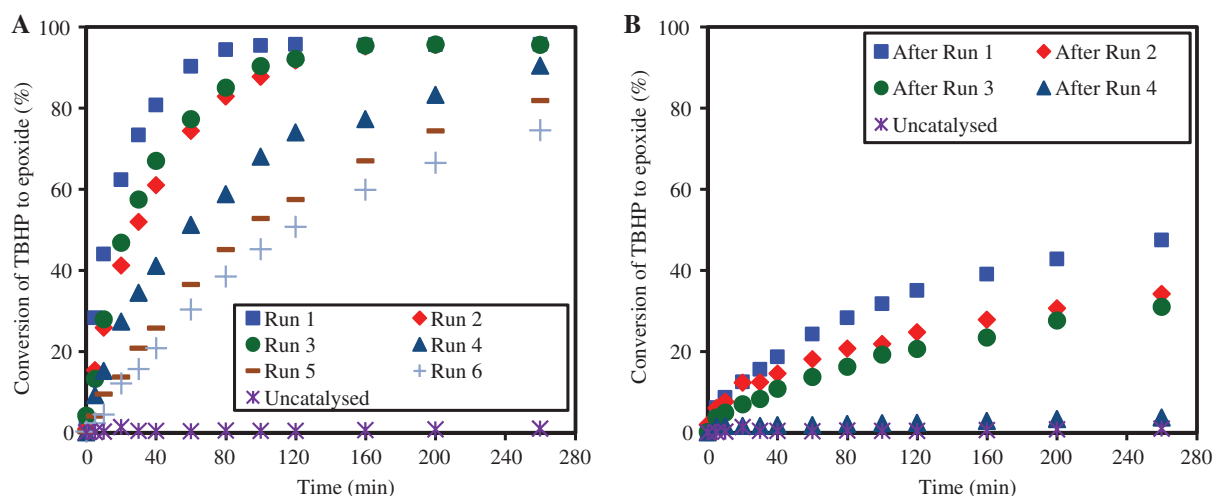 A
Conversion of TBHP to epoxide (%)
100
80
60
40
20
0
Run 1
Run 2
Run 3
Run 4
Run 5
Run 6
Uncatalysed
0 40 80 120 160 200 240 280
Time (min)
B
Conversion of TBHP to epoxide (%)
100
80
60
40
20
0
After Run 1
After Run 2
After Run 3
After Run 4
Uncatalysed
0 40 80 120 160 200 240 280
Time (min)